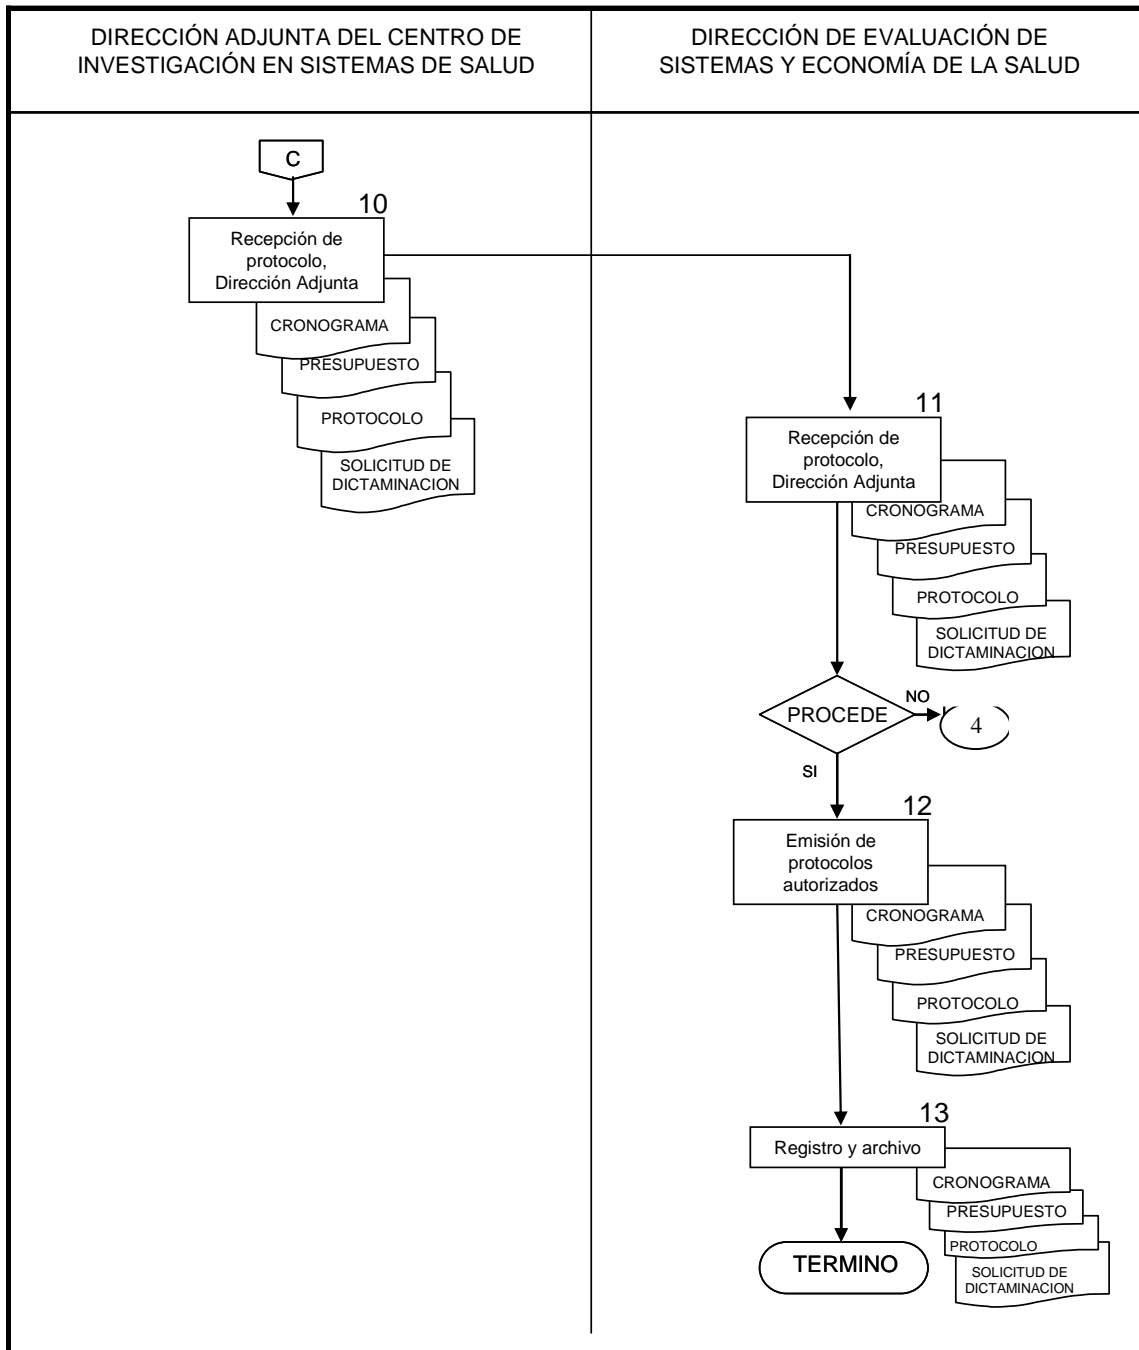 DIRECCIÓN ADJUNTA DEL CENTRO DE
INVESTIGACIÓN EN SISTEMAS DE SALUD
DIRECCIÓN DE EVALUACIÓN DE
SISTEMAS Y ECONOMÍA DE LA SALUD
C
10
Recepción de
protocolo,
Dirección Adjunta
CRONOGRAMA
PRESUPUESTO
PROTOCOLO
SOLICITUD DE
DICTAMINACION
11
Recepción de
protocolo,
Dirección Adjunta
CRONOGRAMA
PRESUPUESTO
PROTOCOLO
SOLICITUD DE
DICTAMINACION
PROCEDE
NO
4
SI
12
Emisión de
protocolos
autorizados
CRONOGRAMA
PRESUPUESTO
PROTOCOLO
SOLICITUD DE
DICTAMINACION
13
Registro y archivo
CRONOGRAMA
PRESUPUESTO
PROTOCOLO
SOLICITUD DE
DICTAMINACION
TERMINO